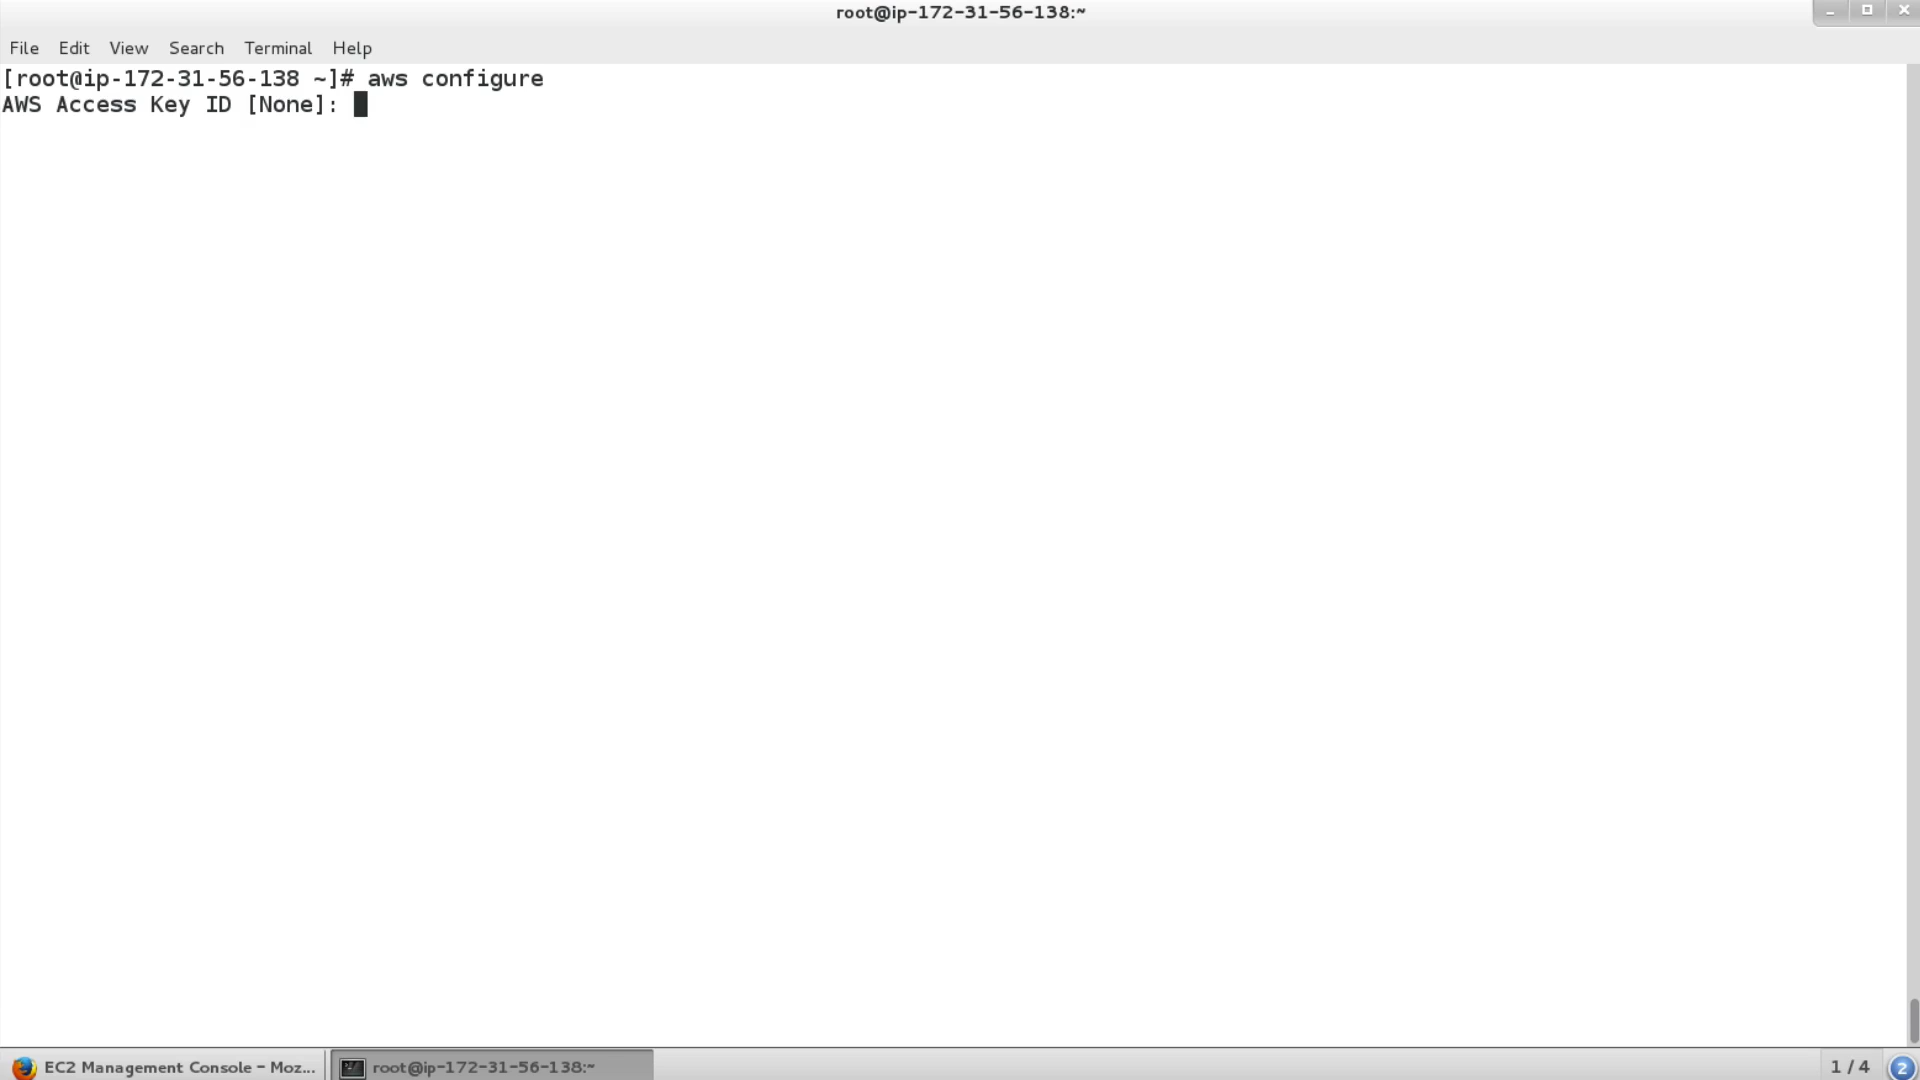 root@ip-172-31-56-138:~
File Edit View Search Terminal Help
[root@ip-172-31-56-138 ~]# aws configure
AWS Access Key ID [None]:
EC2 Management Console - Moz... root@ip-172-31-56-138:~ 1 / 4 2